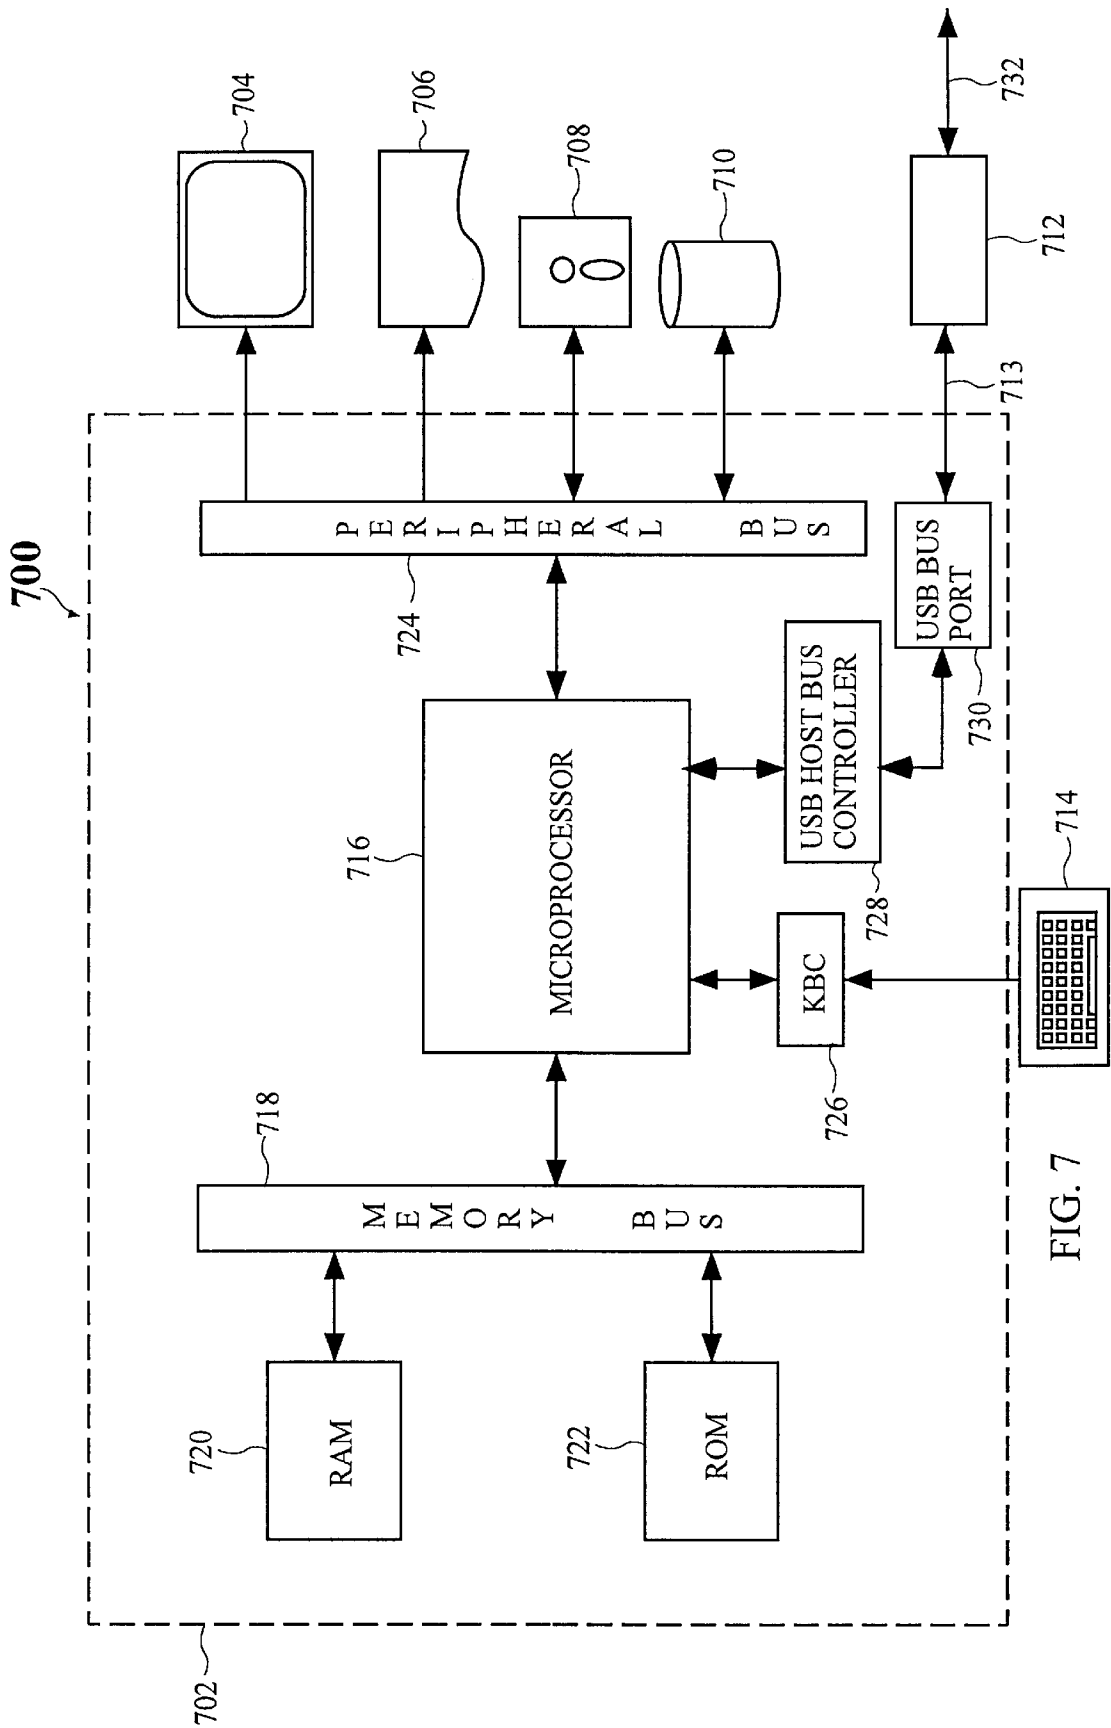 700
702
720
RAM
722
ROM
718
MEMORY BUS
716
MICROPROCESSOR
726
KBC
728
USB HOST BUS
CONTROLLER
724
PERIPHERAL BUS
730
USB BUS
PORT
704
706
708
710
712
713
732
714
FIG. 7